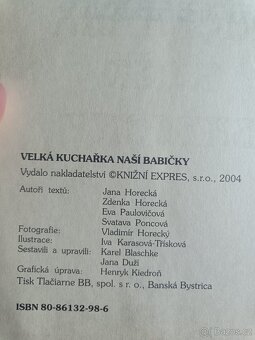 VELKÁ KUCHAŘKA NAŠÍ BABIČKY
Vydalo nakladatelství ©KNIŽNÍ EXPRES, s.r.o., 2004
Autoři textů: Jana Horecká
Zdenka Horecká
Eva Paulovičová
Svatava Poncová
Fotografie: Vladimír Horecký
Ilustrace: Iva Karasová-Třísková
Sestavili a upravili: Karel Blaschke
Jana Duží
Grafická úprava: Henryk Kiedroň
Tisk Tlačiarne BB, spol. s r. o., Banská Bystrica
ISBN 80-86132-98-6